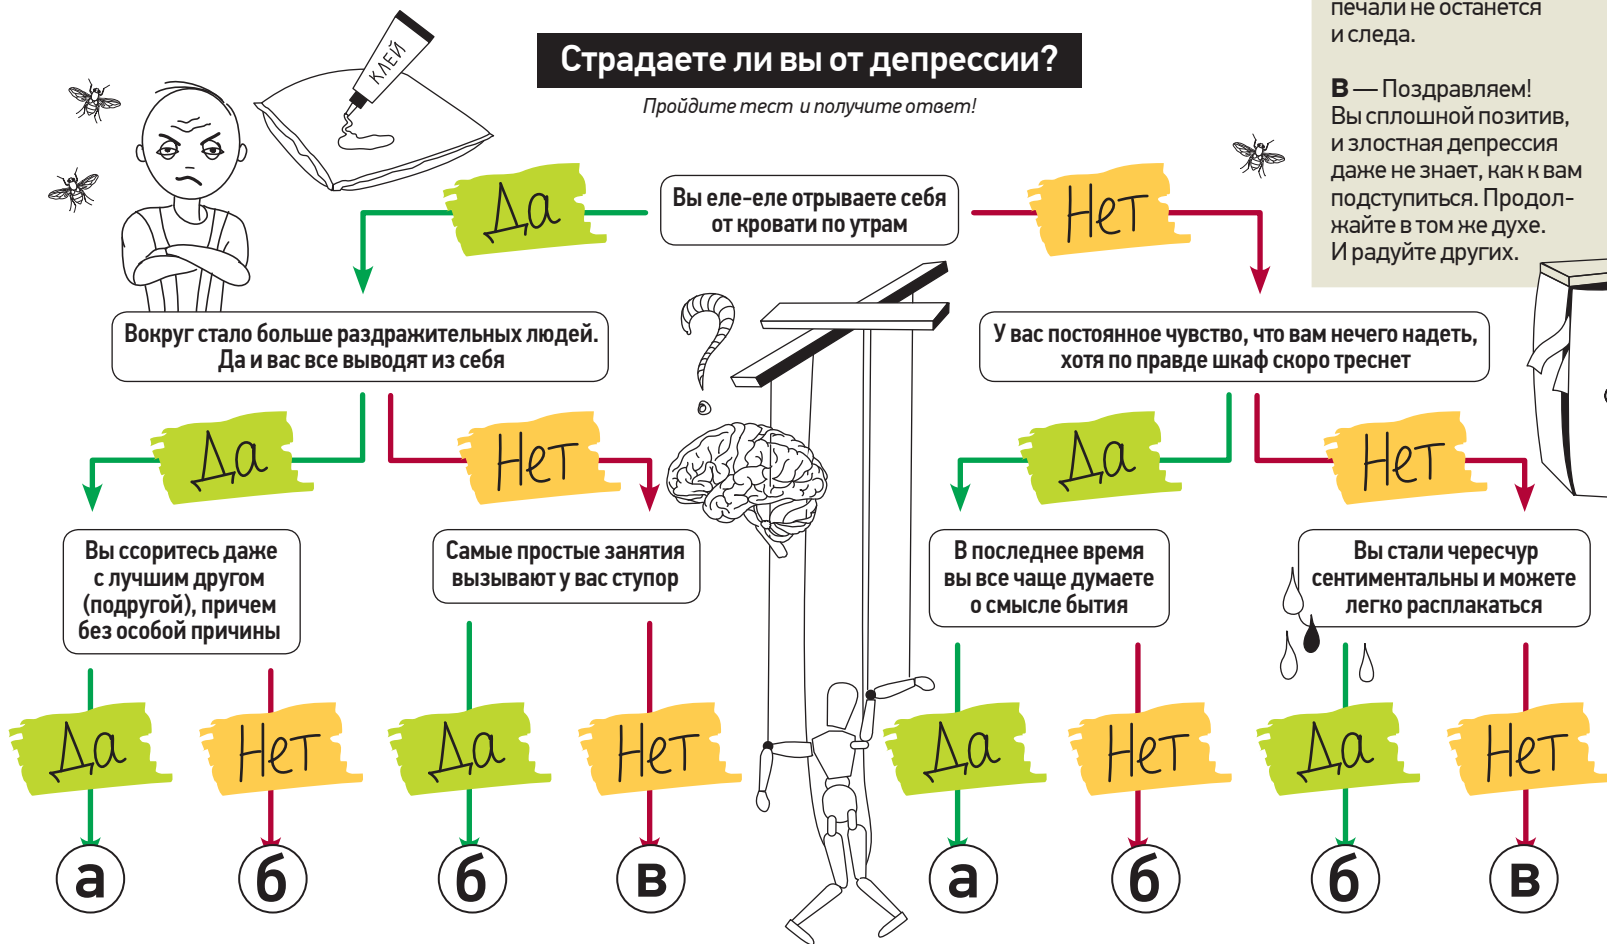 КЛЕЙ
Страдаете ли вы от депрессии?
Пройдите тест и получите ответ!
печали не останется
и следа.
В — Поздравляем!
Вы сплошной позитив,
и злостная депрессия
даже не знает, как к вам
подступиться. Продол-
жайте в том же духе.
И радуйте других.
Да
Вы еле-еле отрываете себя
от кровати по утрам
Нет
Вокруг стало больше раздражительных людей.
Да и вас все выводят из себя
У вас постоянное чувство, что вам нечего надеть,
хотя по правде шкаф скоро треснет
Да
Нет
Да
Нет
Вы ссоритесь даже
с лучшим другом
(подругой), причем
без особой причины
Самые простые занятия
вызывают у вас ступор
В последнее время
вы все чаще думаете
о смысле бытия
Вы стали чересчур
сентиментальны и можете
легко расплакаться
Да
Нет
Да
Нет
Да
Нет
Да
Нет
а
б
б
в
а
б
б
в